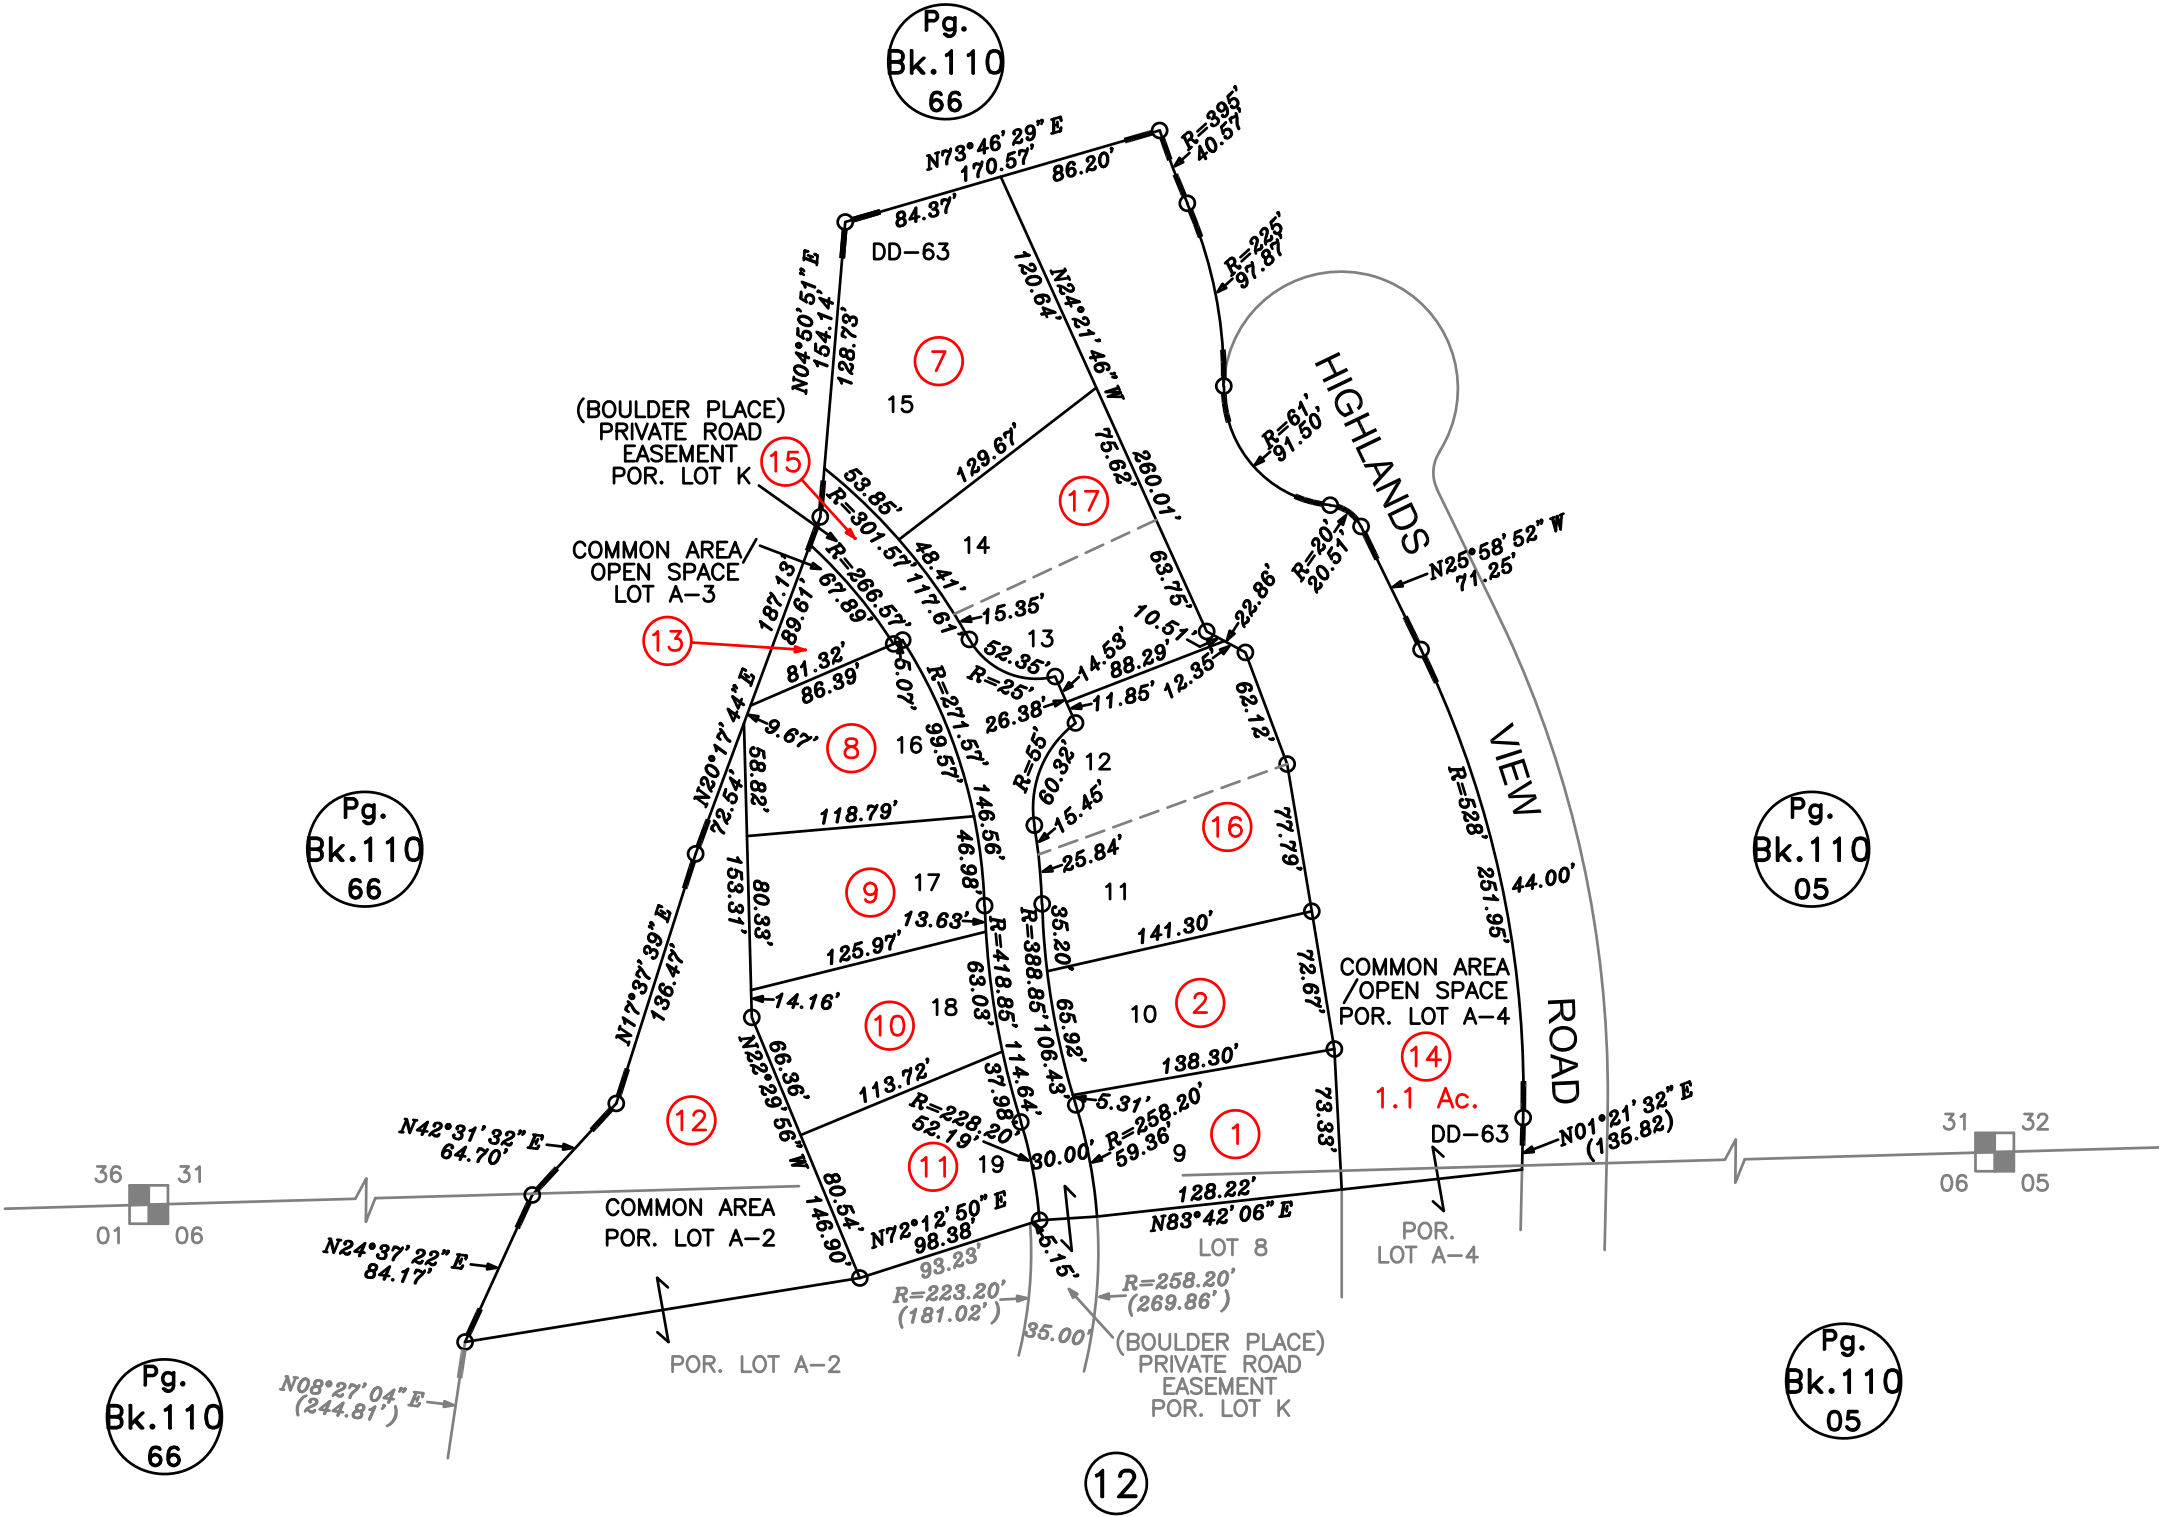 Pg.
Bk.110
66
N73°46'29"E
170.57'
86.20'
84.37'
R=395'
40.57'
DD-63
R=225'
97.87'
N04°50'51"E
154.14'
128.73'
120.64'
N24°21'46"W
7
15
(BOULDER PLACE)
PRIVATE ROAD
EASEMENT
POR. LOT K
15
129.67'
75.62'
260.01'
R=61'
91.50'
HIGHLANDS
VIEW
ROAD
53.85'
R=301.57'
117.61'
17
14
48.41'
63.75'
R=20'
20.51'
N25°58'52"W
71.25'
COMMON AREA/
OPEN SPACE
LOT A-3
R=266.57'
67.89'
187.13'
89.61'
13
81.32'
86.39'
5.07'
15.35'
13
52.35'
R=25'
14.53'
88.29'
10.51'
22.86'
12.35'
26.38'
11.85'
62.12'
N20°17'44"E
72.54'
9.67'
8
16
R=271.57'
99.57'
146.56'
58.82'
118.79'
46.98'
R=55'
60.32'
12
15.45'
25.84'
16
77.79'
11
R=528'
251.95'
44.00'
Pg.
Bk.110
66
Pg.
Bk.110
05
9
17
153.31'
80.33'
13.63'
125.97'
14.16'
R=418.85'
114.64'
63.03'
R=388.85'
106.43'
35.20'
141.30'
65.92'
72.67'
N17°37'39"E
136.47'
10
18
10
2
COMMON AREA
/OPEN SPACE
POR. LOT A-4
14
1.1 Ac.
N22°29'56"W
146.90'
66.36'
113.72'
37.98'
138.30'
5.31'
73.33'
12
R=228.20'
52.19'
11
19
30.00'
R=258.20'
59.36'
9
1
DD-63
N01°21'32"E
(135.82)
N42°31'32"E
64.70'
36 31
01 06
31 32
06 05
COMMON AREA
POR. LOT A-2
80.54'
N72°12'50"E
98.38'
93.23'
128.22'
N83°42'06"E
LOT 8
POR.
LOT A-4
5.15'
N24°37'22"E
84.17'
R=223.20'
(181.02')
35.00'
R=258.20'
(269.86')
(BOULDER PLACE)
PRIVATE ROAD
EASEMENT
POR. LOT K
POR. LOT A-2
N08°27'04"E
(244.81')
Pg.
Bk.110
66
Pg.
Bk.110
05
12